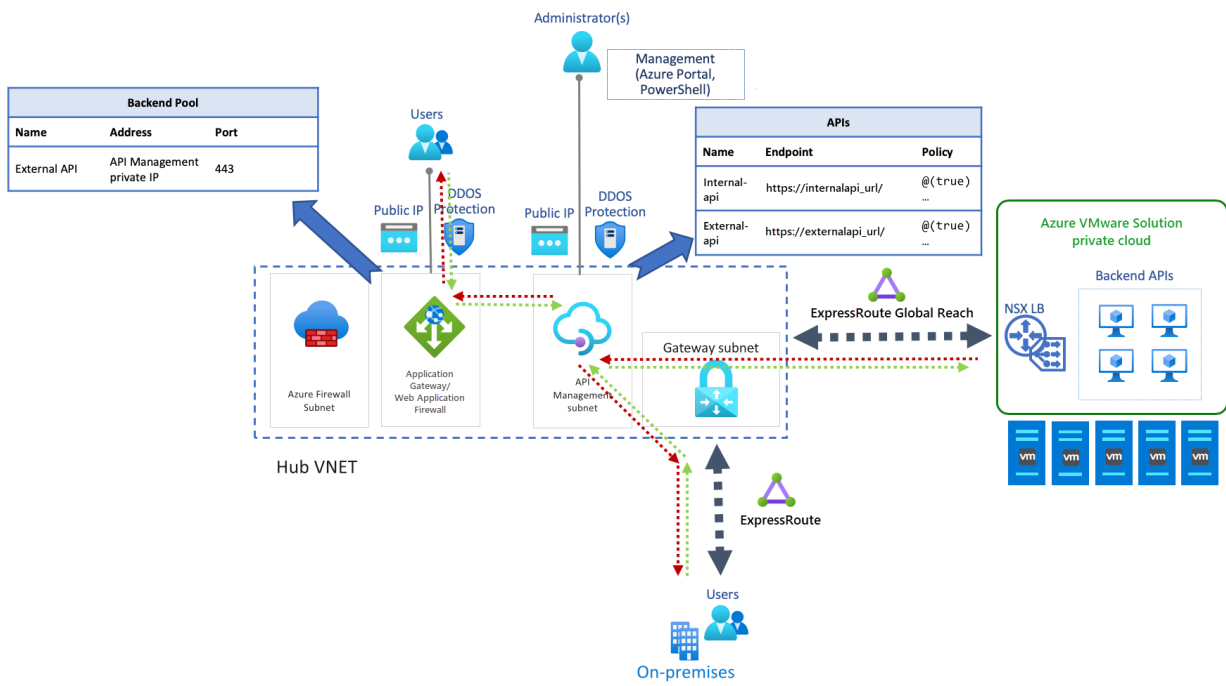 Administrator(s)
Management
(Azure Portal,
PowerShell)
Backend Pool
Name Address Port
External API API Management
private IP 443
Users
Public IP
DDOS
Protection
Public IP
DDOS
Protection
APIs
Name Endpoint Policy
Internal-
api https://internalapi_url/ @(true)
…
External-
api https://externalapi_url/ @(true)
…
Azure VMware Solution
private cloud
Backend APIs
NSX LB
ExpressRoute Global Reach
Gateway subnet
Azure Firewall
Subnet
Application
Gateway/
Web Application
Firewall
API
Management
subnet
Hub VNET
vm
vm
vm
vm
vm
ExpressRoute
Users
On-premises